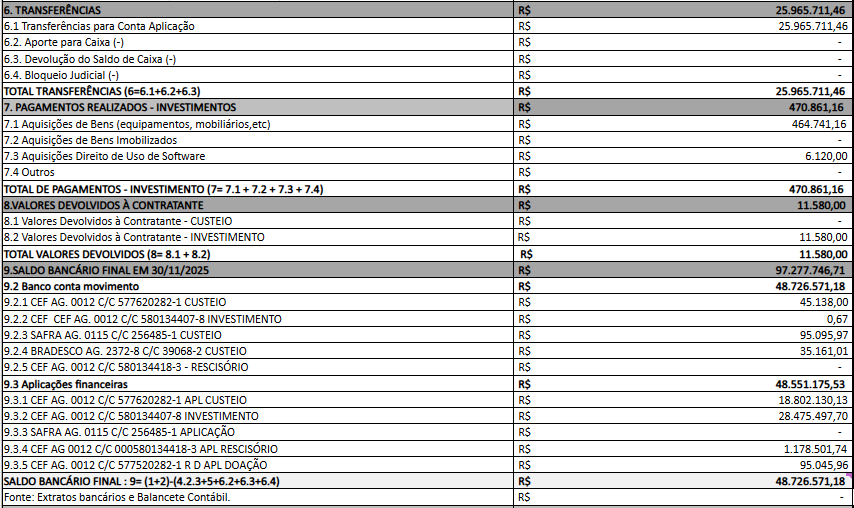 6. TRANSFERÊNCIAS R$ 25.965.711,46
6.1 Transferências para Conta Aplicação R$ 25.965.711,46
6.2. Aporte para Caixa (-) R$ -
6.3. Devolução do Saldo de Caixa (-) R$ -
6.4. Bloqueio Judicial (-) R$ -
TOTAL TRANSFERÊNCIAS (6=6.1+6.2+6.3) R$ 25.965.711,46
7. PAGAMENTOS REALIZADOS - INVESTIMENTOS R$ 470.861,16
7.1 Aquisições de Bens (equipamentos, mobiliários,etc) R$ 464.741,16
7.2 Aquisições de Bens Imobilizados R$ -
7.3 Aquisições Direito de Uso de Software R$ 6.120,00
7.4 Outros R$ -
TOTAL DE PAGAMENTOS - INVESTIMENTO (7= 7.1 + 7.2 + 7.3 + 7.4) R$ 470.861,16
8.VALORES DEVOLVIDOS À CONTRATANTE R$ 11.580,00
8.1 Valores Devolvidos à Contratante - CUSTEIO R$ -
8.2 Valores Devolvidos à Contratante - INVESTIMENTO R$ 11.580,00
TOTAL VALORES DEVOLVIDOS (8= 8.1 + 8.2) R$ 11.580,00
9.SALDO BANCÁRIO FINAL EM 30/11/2025 R$ 97.277.746,71
9.2 Banco conta movimento R$ 48.726.571,18
9.2.1 CEF AG. 0012 C/C 577620282-1 CUSTEIO R$ 45.138,00
9.2.2 CEF CEF AG. 0012 C/C 580134407-8 INVESTIMENTO R$ 0,67
9.2.3 SAFRA AG. 0115 C/C 256485-1 CUSTEIO R$ 95.095,97
9.2.4 BRADESCO AG. 2372-8 C/C 39068-2 CUSTEIO R$ 35.161,01
9.2.5 CEF AG. 0012 C/C 580134418-3 - RESCISÓRIO R$ -
9.3 Aplicações financeiras R$ 48.551.175,53
9.3.1 CEF AG. 0012 C/C 577620282-1 APL CUSTEIO R$ 18.802.130,13
9.3.2 CEF AG. 0012 C/C 580134407-8 INVESTIMENTO R$ 28.475.497,70
9.3.3 SAFRA AG. 0115 C/C 256485-1 APLICAÇÃO R$ -
9.3.4 CEF AG 0012 C/C 000580134418-3 APL RESCISÓRIO R$ 1.178.501,74
9.3.5 CEF AG. 0012 C/C 577520282-1 R D APL DOAÇÃO R$ 95.045,96
SALDO BANCÁRIO FINAL : 9= (1+2)-(4.2.3+5+6.2+6.3+6.4) R$ 48.726.571,18
Fonte: Extratos bancários e Balancete Contábil. R$ -